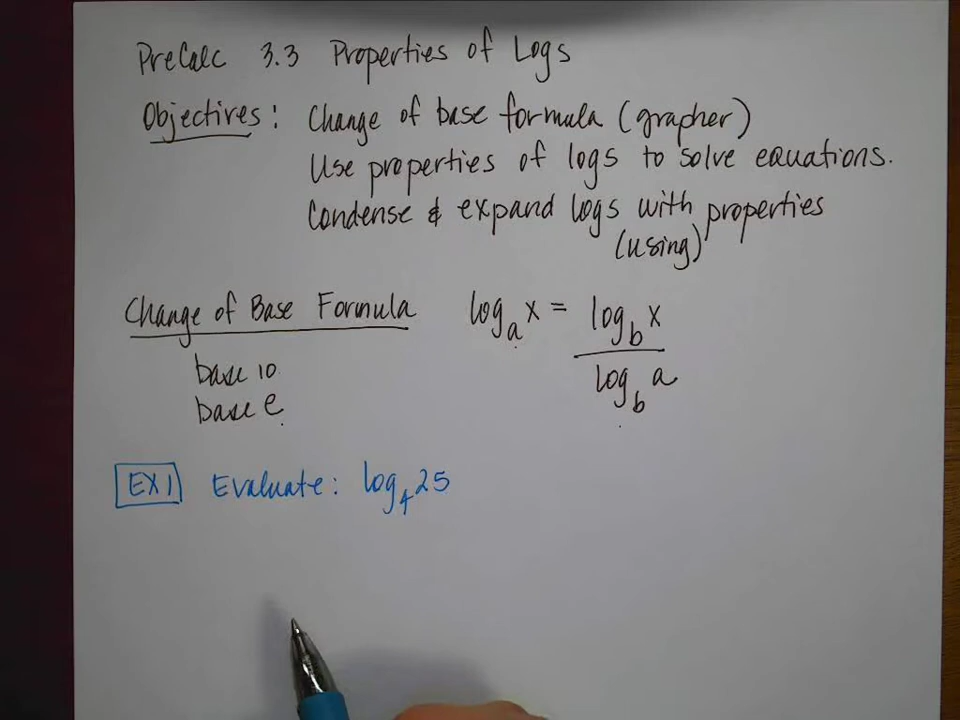 PreCalc 3.3 Properties of Logs
Objectives: Change of base formula (grapher)
Use properties of logs to solve equations.
Condense & expand logs with properties
(using)
Change of Base Formula log_a x = log_b x / log_b a
base 10
base e
EX1 Evaluate: log_4 25